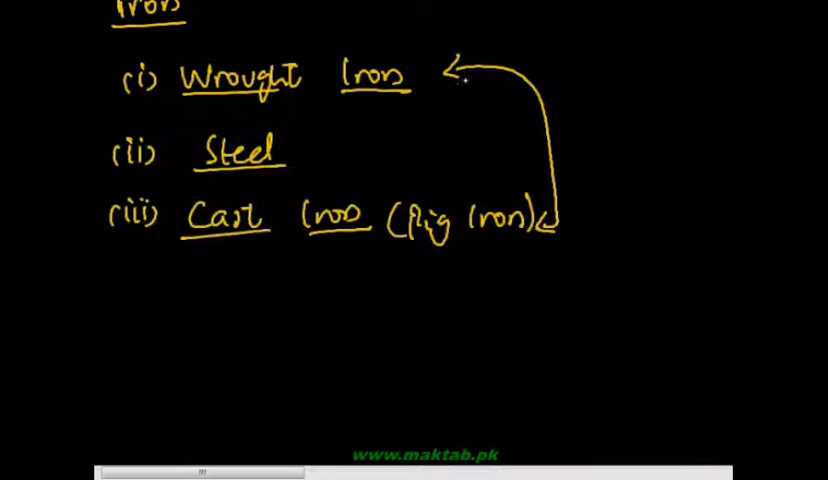 Iron
(i) Wrought Iron
(ii) Steel
(iii) Cast Iron (Pig Iron)
www.maktab.pk